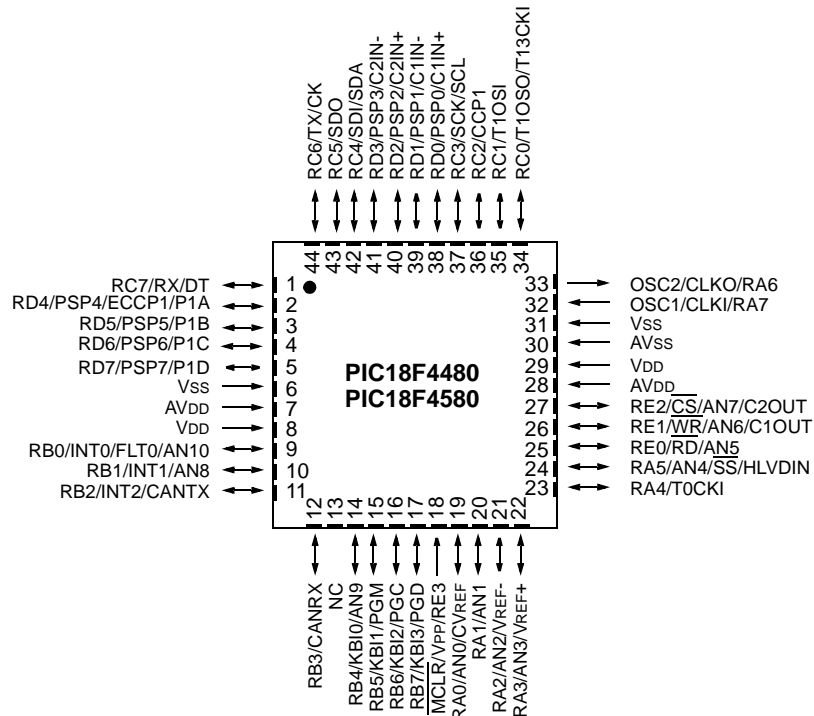 RC6/TX/CK
RC5/SDO
RC4/SDI/SDA
RD3/PSP3/C2IN-
RD2/PSP2/C2IN+
RD1/PSP1/C1IN-
RD0/PSP0/C1IN+
RC3/SCK/SCL
RC2/CCP1
RC1/T1OSI
RC0/T1OSO/T13CKI
44
43
42
41
40
39
38
37
36
35
34
RC7/RX/DT 1
RD4/PSP4/ECCP1/P1A 2
RD5/PSP5/P1B 3
RD6/PSP6/P1C 4
RD7/PSP7/P1D 5
VSS 6
AVDD 7
VDD 8
RB0/INT0/FLT0/AN10 9
RB1/INT1/AN8 10
RB2/INT2/CANTX 11
PIC18F4480
PIC18F4580
33 OSC2/CLKO/RA6
32 OSC1/CLKI/RA7
31 VSS
30 AVSS
29 VDD
28 AVDD
27 RE2/CS/AN7/C2OUT
26 RE1/WR/AN6/C1OUT
25 RE0/RD/AN5
24 RA5/AN4/SS/HLVDIN
23 RA4/T0CKI
12
13
14
15
16
17
18
19
20
21
22
RB3/CANRX
NC
RB4/KBI0/AN9
RB5/KBI1/PGM
RB6/KBI2/PGC
RB7/KBI3/PGD
MCLR/VPP/RE3
RA0/AN0/CVREF
RA1/AN1
RA2/AN2/VREF-
RA3/AN3/VREF+